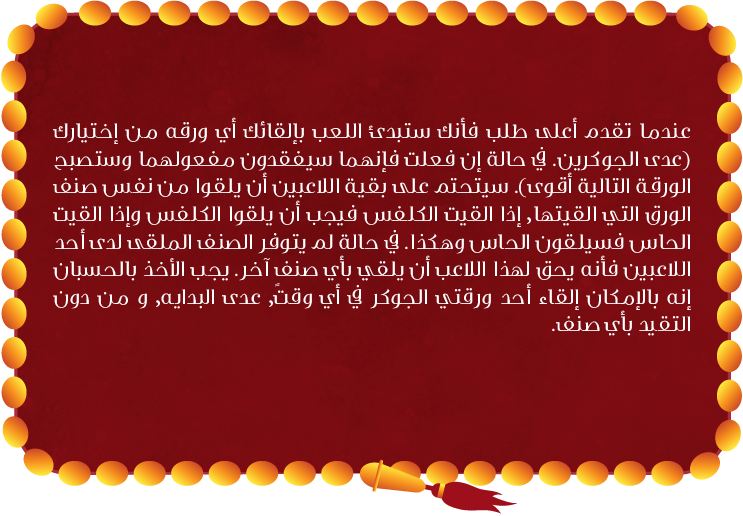 عندما تقدم أعلى طلب فأنك ستبدئ اللعب بإلقائك أي ورقه من إختيارك
(عدى الجوكرين. في حالة إن فعلت فإنهما سيفقدون مفعولهما وستصبح
الورقة التالية أقوى). سيتحتم على بقية اللاعبين أن يلقوا من نفس صنف
الورق التي القيتها, إذا القيت الكلفس فيجب أن يلقوا الكلفس وإذا القيت
الحاس فسيلقون الحاس وهكذا. في حالة لم يتوفر الصنف الملقى لدى أحد
اللاعبين فأنه يحق لهذا اللاعب أن يلقي بأي صنف آخر. يجب الأخذ بالحسبان
إنه بالإمكان إلقاء أحد ورقتي الجوكر في أي وقتً, عدى البدايه, و من دون
التقيد بأي صنف.